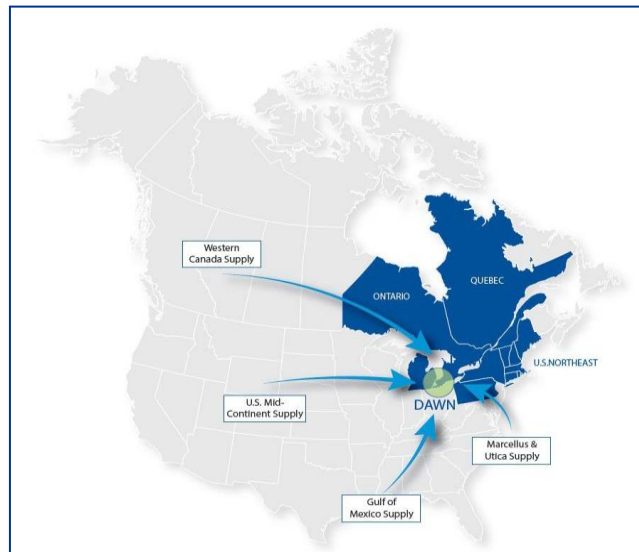 Western
Canada Supply
ONTARIO
QUEBEC
U.S.NORTHEAST
U.S. Mid-
Continent Supply
DAWN
Marcellus &
Utica Supply
Gulf of
Mexico Supply